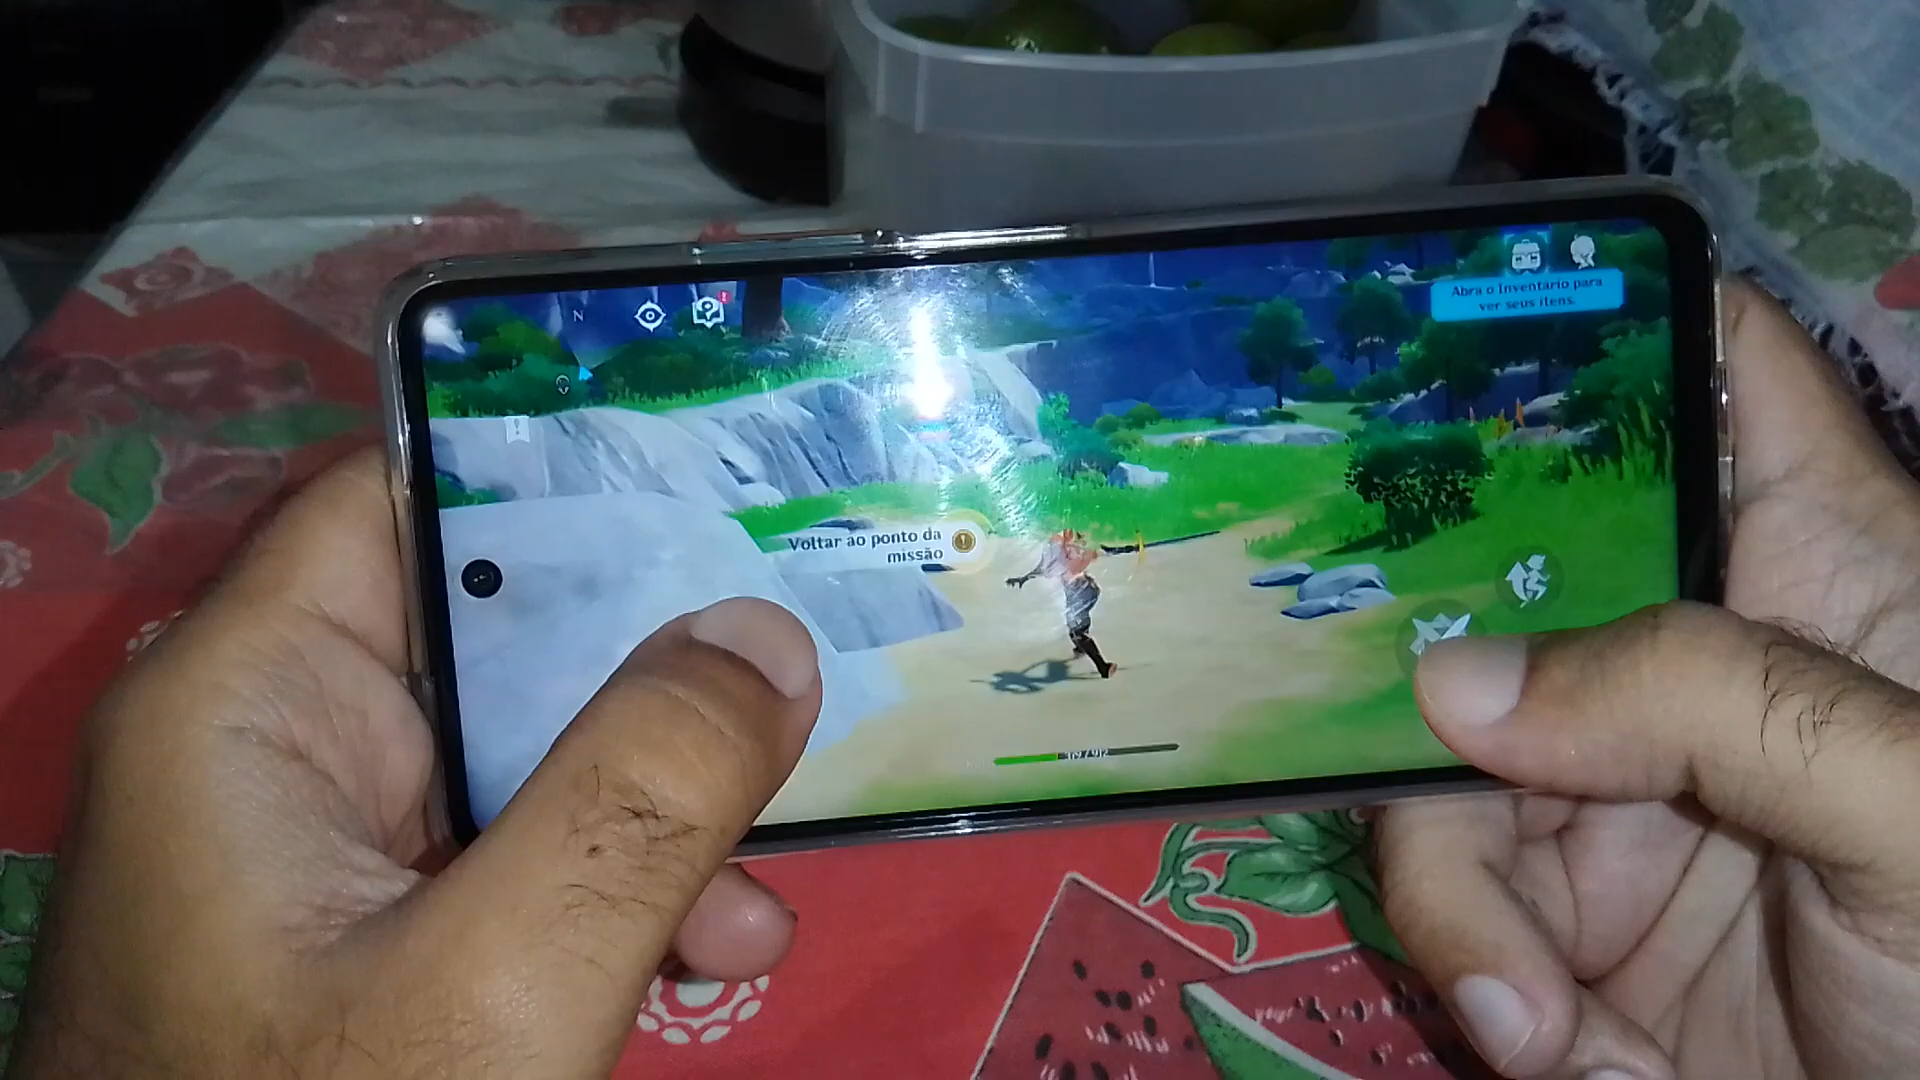 N
Abra o Inventário para
ver seus itens.
Voltar ao ponto da
missão